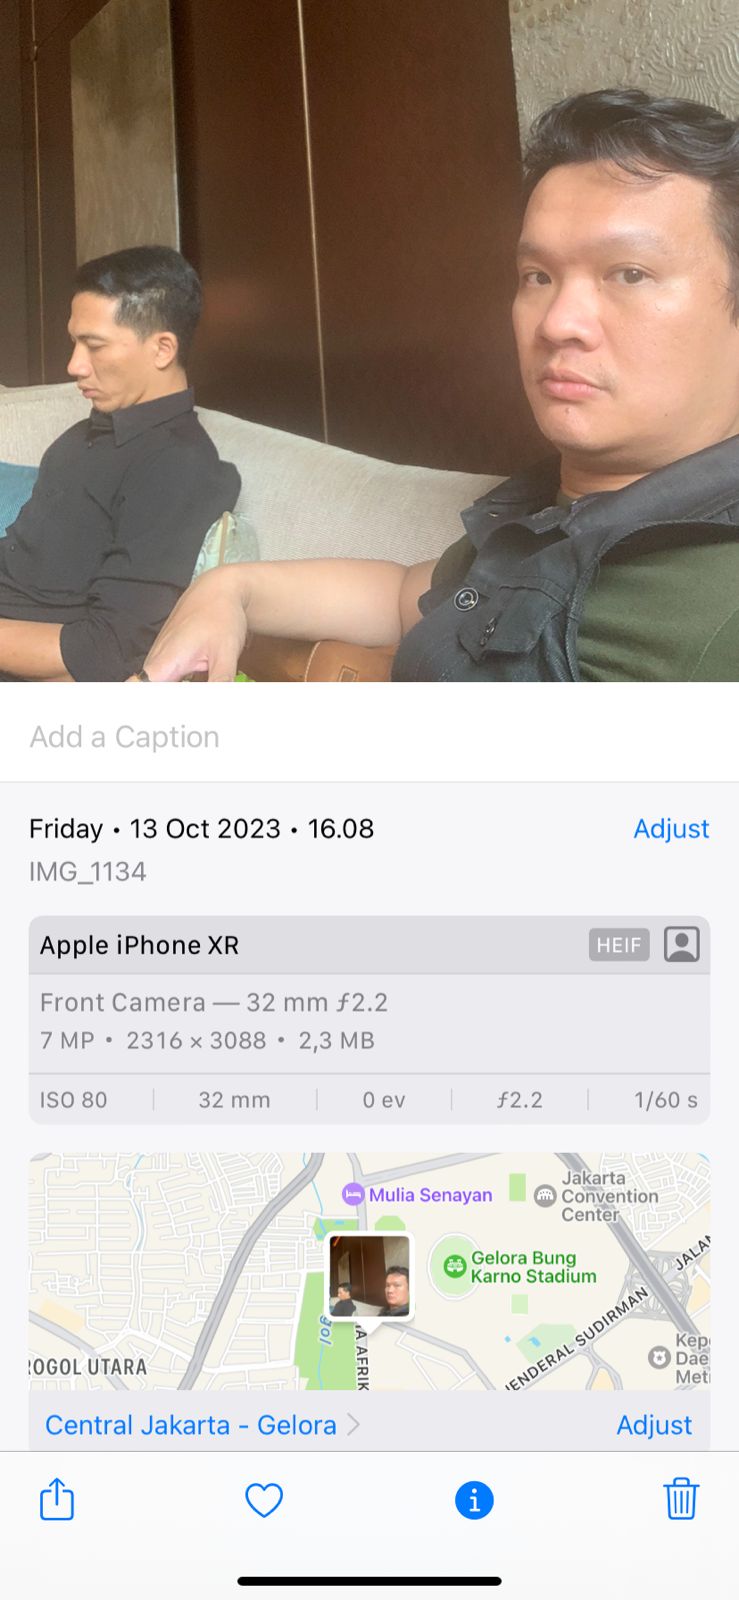 Add a Caption
Friday • 13 Oct 2023 • 16.08
Adjust
IMG_1134
Apple iPhone XR
HEIF
Front Camera — 32 mm ƒ2.2
7 MP • 2316 × 3088 • 2,3 MB
ISO 80
32 mm
0 ev
ƒ2.2
1/60 s
Mulia Senayan
Jakarta
Convention
Center
Gelora Bung
Karno Stadium
JALAN
JENDERAL SUDIRMAN
ROGOL UTARA
gol
IA AFRIK
Kep
Dae
Met
Central Jakarta - Gelora
Adjust